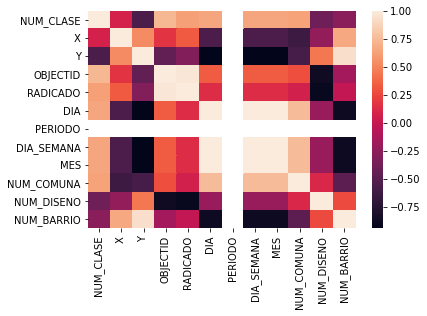 NUM_CLASE
X
Y
OBJECTID
RADICADO
DIA
PERIODO
DIA_SEMANA
MES
NUM_COMUNA
NUM_DISENO
NUM_BARRIO
NUM_CLASE
X
Y
OBJECTID
RADICADO
DIA
PERIODO
DIA_SEMANA
MES
NUM_COMUNA
NUM_DISENO
NUM_BARRIO
1.00
0.75
0.50
0.25
0.00
−0.25
−0.50
−0.75